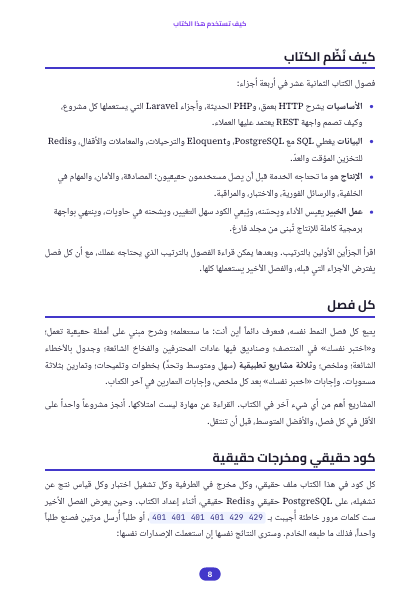 كيف تستخدم هذا الكتاب
كيف نُظّم الكتاب
فصول الكتاب الثمانية عشر في أربعة أجزاء:
• الأساسيات يشرح HTTP بعمق، وPHP الحديثة، وأجزاء Laravel التي يستعملها كل مشروع،
وكيف تصمم واجهة REST يعتمد عليها العملاء.
• البيانات يغطي SQL مع PostgreSQL، وEloquent والترحيلات، والمعاملات والأقفال، وRedis
للتخزين المؤقت والعدّ.
• الإنتاج هو ما تحتاجه الخدمة قبل أن يصل مستخدمون حقيقيون: المصادقة، والأمان، والمهام في
الخلفية، والرسائل الفورية، والاختبار، والمراقبة.
• عمل الخبير يقيس الأداء ويحسّنه، ويُبقي الكود سهل التغيير، ويشحنه في حاويات، وينتهي بواجهة
برمجية كاملة للإنتاج تُبنى من مجلد فارغ.
اقرأ الجزأين الأولين بالترتيب. وبعدها يمكن قراءة الفصول بالترتيب الذي يحتاجه عملك، مع أن كل فصل
يفترض الأجزاء التي قبله، والفصل الأخير يستعملها كلها.
كل فصل
يتبع كل فصل النمط نفسه، فتعرف دائماً أين أنت: ما ستتعلمه؛ وشرح مبني على أمثلة حقيقية تعمل؛
و«اختبر نفسك» في المنتصف؛ وصناديق فيها عادات المحترفين والفخاخ الشائعة؛ وجدول بالأخطاء
الشائعة؛ وملخص؛ وثلاثة مشاريع تطبيقية (سهل ومتوسط وتحدٍّ) بخطوات وتلميحات؛ وتمارين بثلاثة
مستويات. وإجابات «اختبر نفسك» بعد كل ملخص، وإجابات التمارين في آخر الكتاب.
المشاريع أهم من أي شيء آخر في الكتاب. القراءة عن مهارة ليست امتلاكها. أنجز مشروعاً واحداً على
الأقل في كل فصل، والأفضل المتوسط، قبل أن تنتقل.
كود حقيقي ومخرجات حقيقية
كل كود في هذا الكتاب ملف حقيقي، وكل مخرج في الطرفية وكل تشغيل اختبار وكل قياس نتج عن
تشغيله، على PostgreSQL حقيقي وRedis حقيقي، أثناء إعداد الكتاب. وحين يعرض الفصل الأخير
ست كلمات مرور خاطئة أُجيبت بـ 401 401 401 401 429 429، أو طلباً أُرسل مرتين فصنع طلباً
واحداً، فذلك ما طبعه الخادم. وسترى النتائج نفسها إن استعملت الإصدارات نفسها:
8